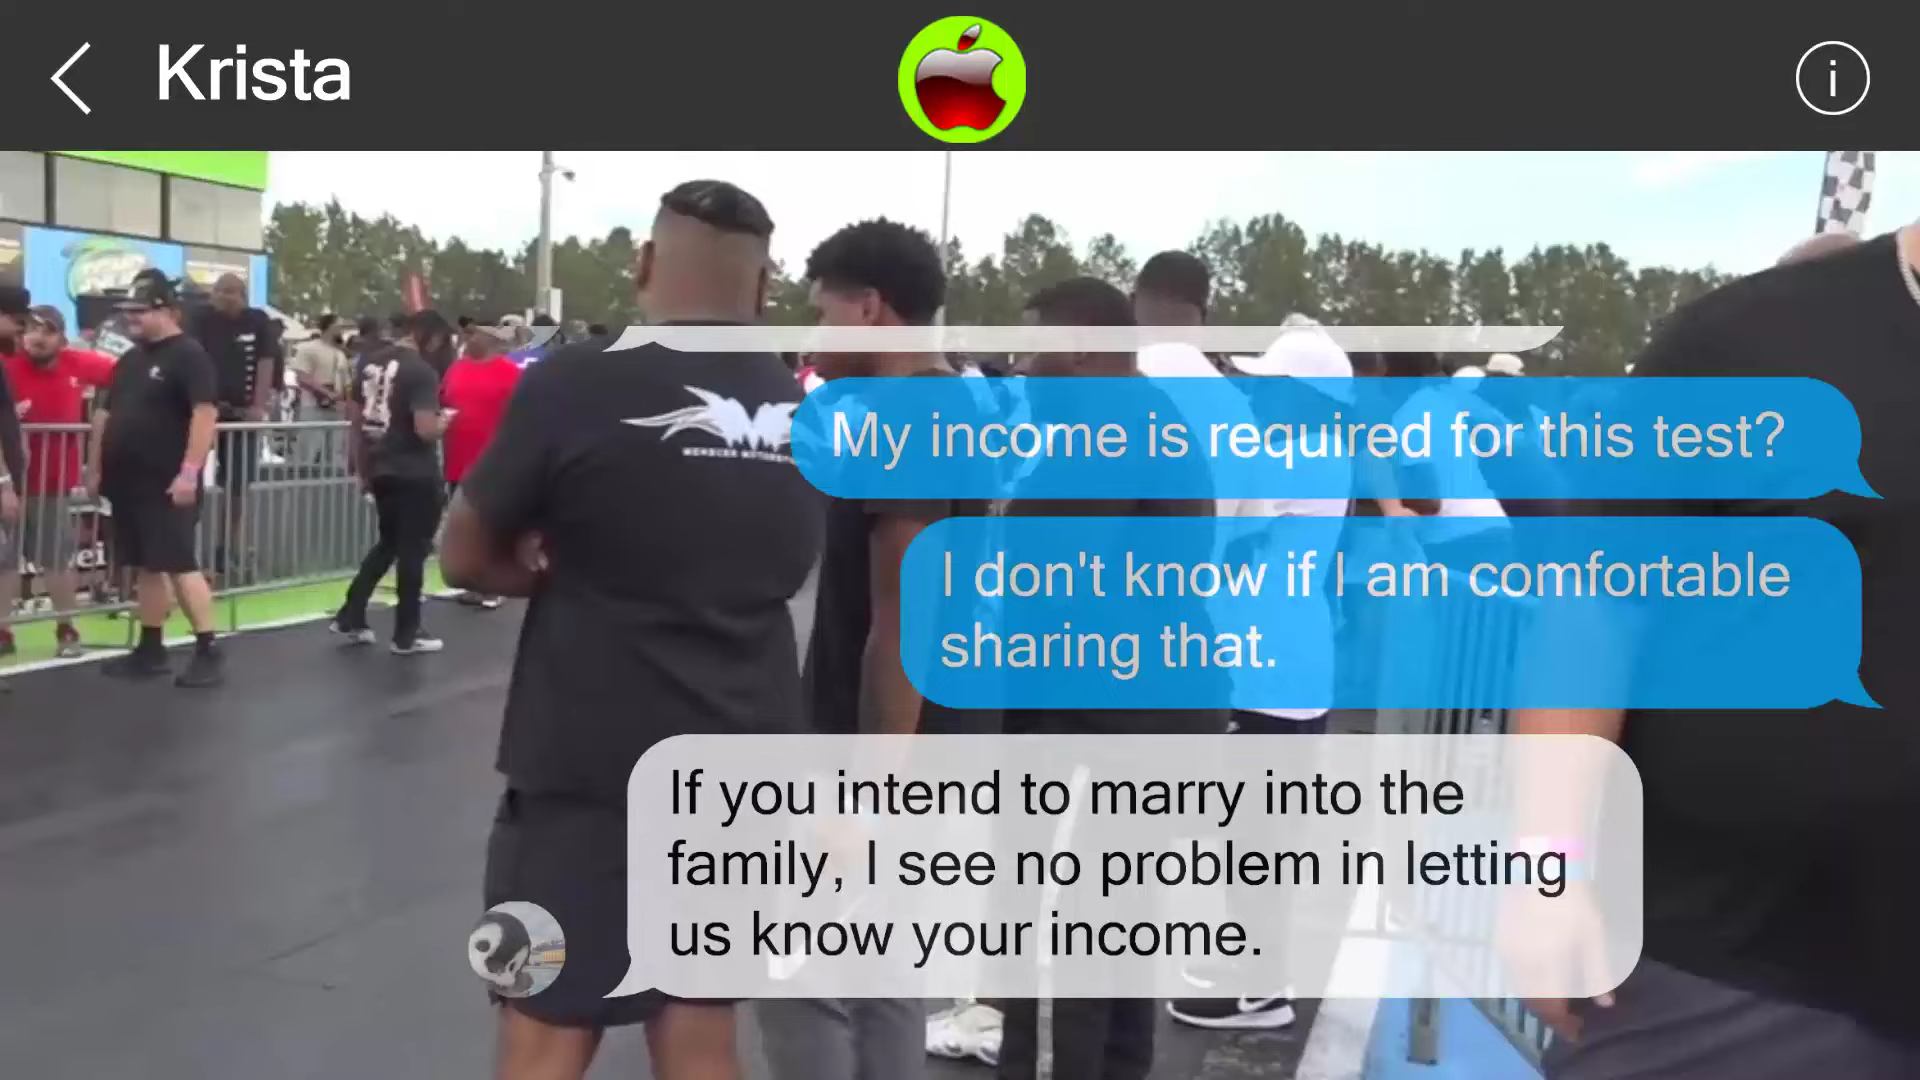 Krista
i
My income is required for this test?
I don't know if I am comfortable
sharing that.
If you intend to marry into the
family, I see no problem in letting
us know your income.